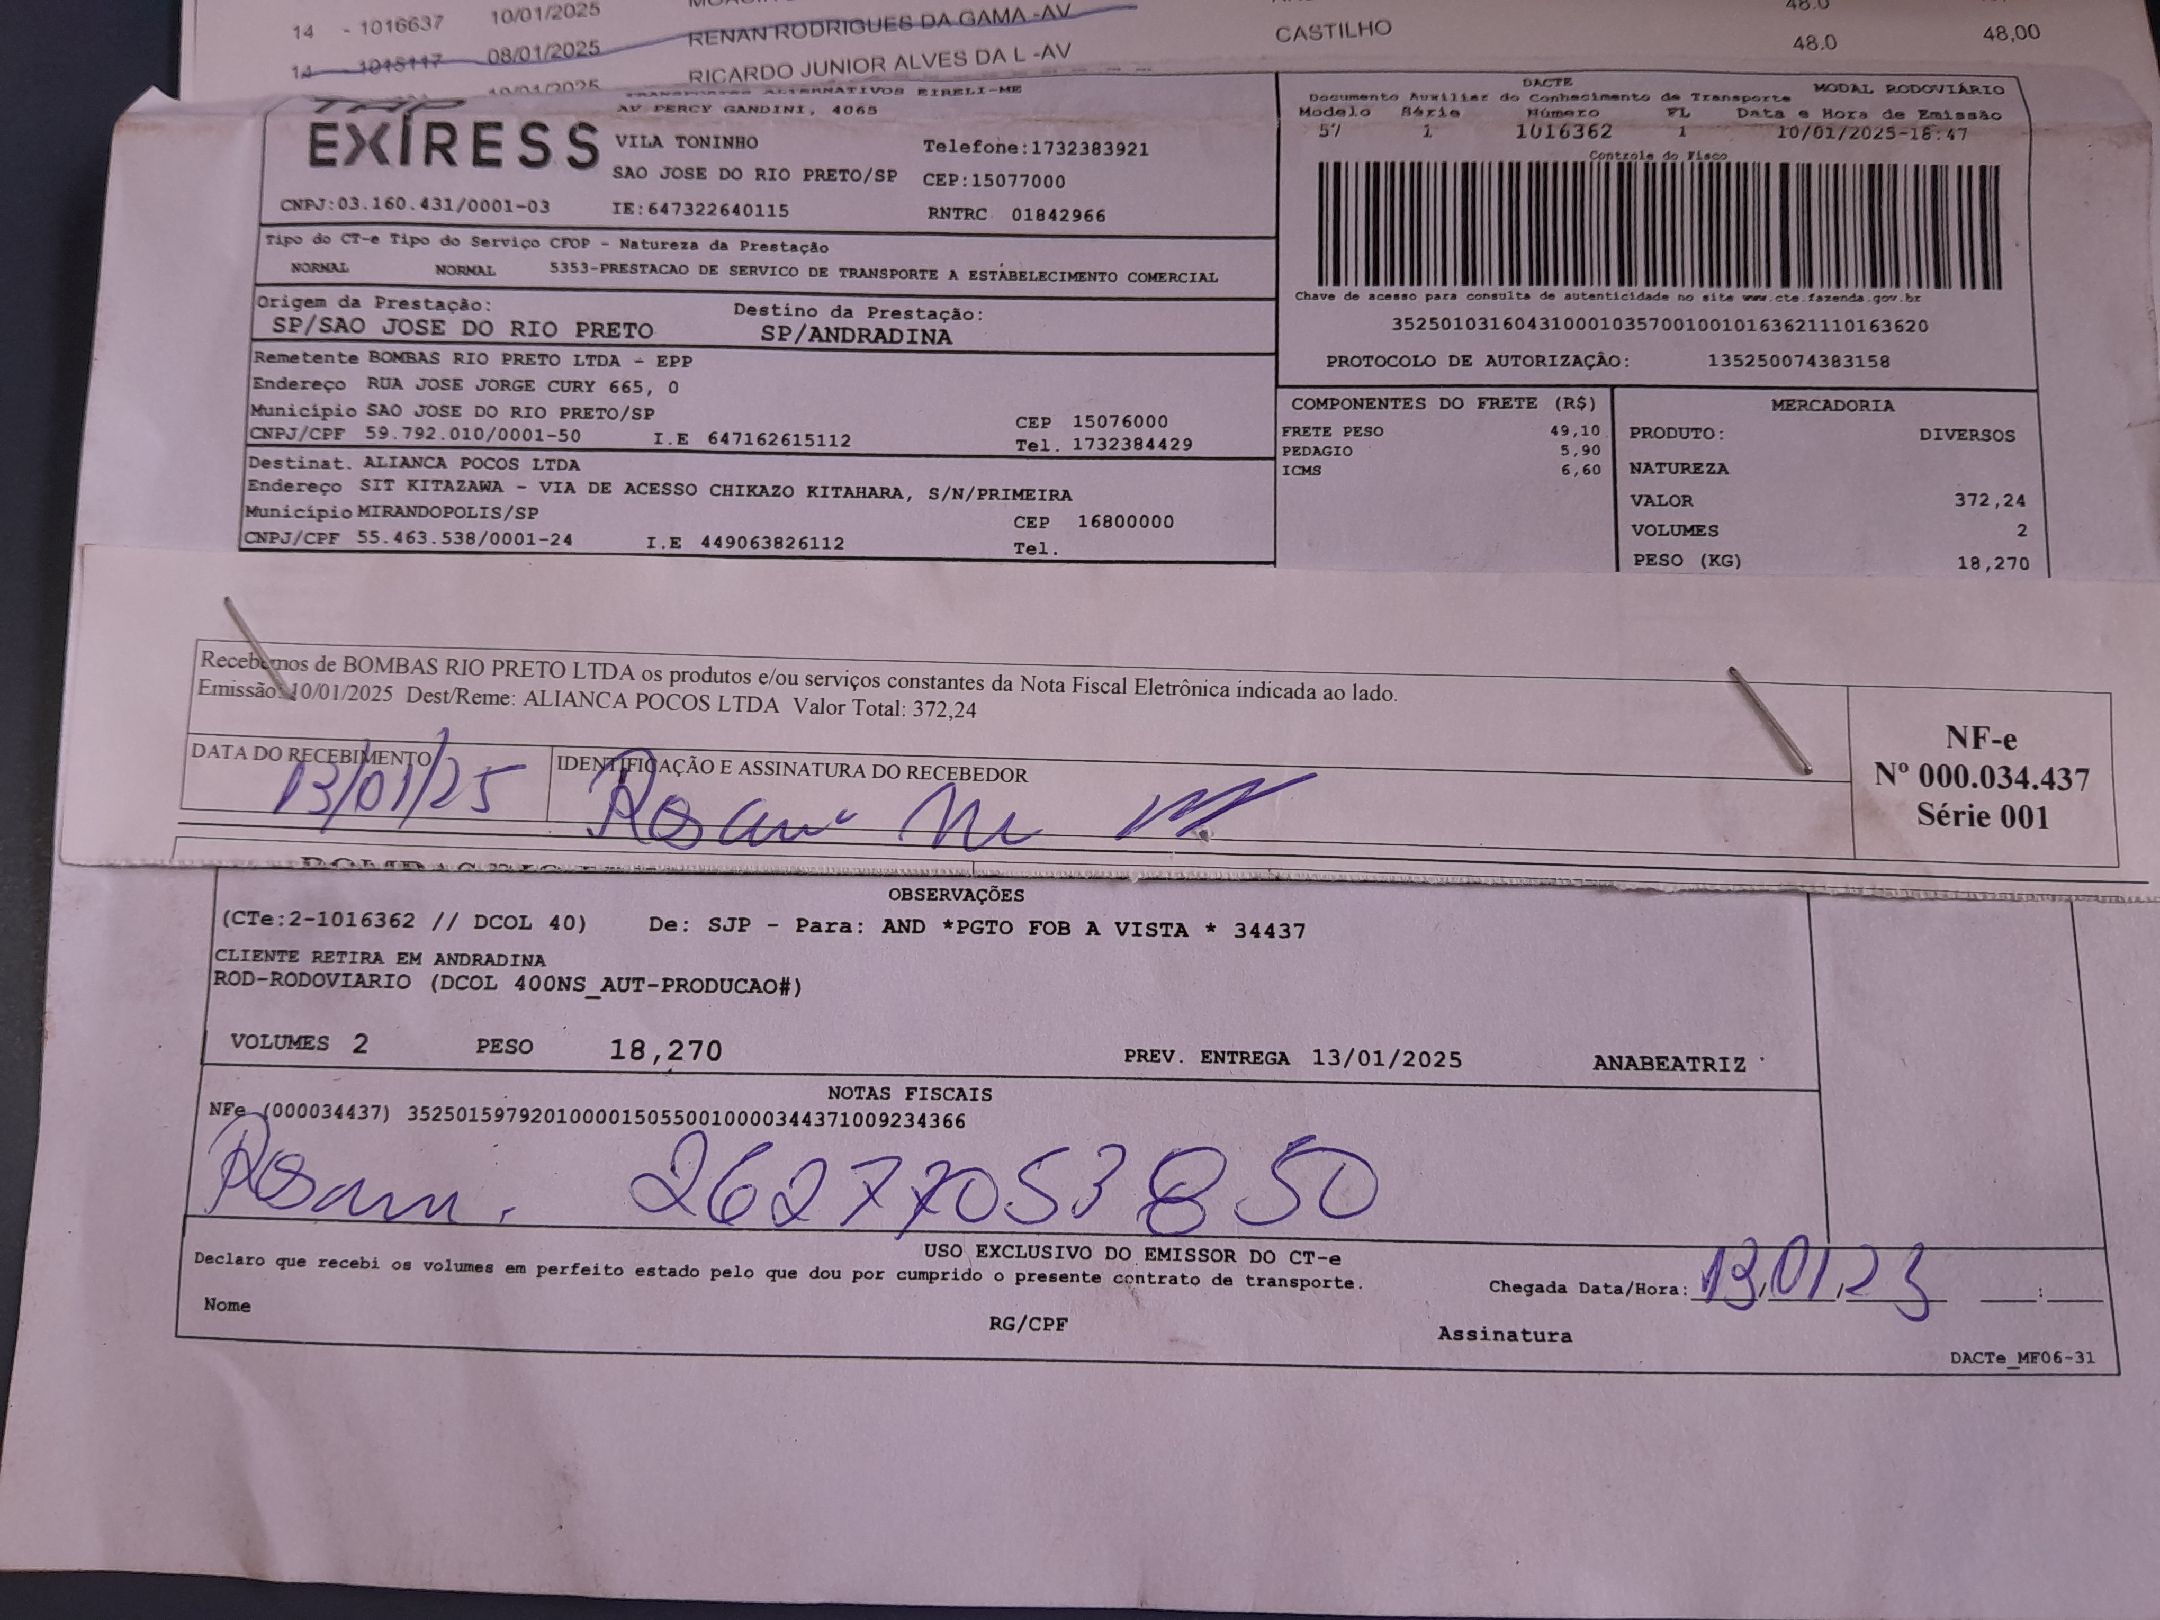 14 - 1016637 10/01/2025
14 - 1015117 08/01/2025 RENAN RODRIGUES DA GAMA -AV 48.0
10/01/2025 RICARDO JUNIOR ALVES DA L -AV CASTILHO 48.0 48,00
TRANSPORTES ALTERNATIVOS EIRELI-ME
AV PERCY GANDINI, 4065
EXPRESS
VILA TONINHO Telefone:1732383921
SAO JOSE DO RIO PRETO/SP CEP:15077000
CNPJ:03.160.431/0001-03 IE:647322640115 RNTRC 01842966
DACTE MODAL RODOVIÁRIO
Documento Auxiliar do Conhecimento de Transporte
Modelo Série Número FL Data e Hora de Emissão
57 1 1016362 1 10/01/2025-18:47
Controle do Fisco
Chave de acesso para consulta de autenticidade no site www.cte.fazenda.gov.br
35250103160431000103570010010163621110163620
PROTOCOLO DE AUTORIZAÇÃO: 135250074383158
Tipo do CT-e Tipo do Serviço CFOP - Natureza da Prestação
NORMAL NORMAL 5353-PRESTACAO DE SERVICO DE TRANSPORTE A ESTABELECIMENTO COMERCIAL
Origem da Prestação: Destino da Prestação:
SP/SAO JOSE DO RIO PRETO SP/ANDRADINA
Remetente BOMBAS RIO PRETO LTDA - EPP
Endereço RUA JOSE JORGE CURY 665, 0
Município SAO JOSE DO RIO PRETO/SP CEP 15076000
CNPJ/CPF 59.792.010/0001-50 I.E 647162615112 Tel. 1732384429
Destinat. ALIANCA POCOS LTDA
Endereço SIT KITAZAWA - VIA DE ACESSO CHIKAZO KITAHARA, S/N/PRIMEIRA
Município MIRANDOPOLIS/SP CEP 16800000
CNPJ/CPF 55.463.538/0001-24 I.E 449063826112 Tel.
COMPONENTES DO FRETE (R$)
FRETE PESO 49,10
PEDAGIO 5,90
ICMS 6,60
MERCADORIA
PRODUTO: DIVERSOS
NATUREZA
VALOR 372,24
VOLUMES 2
PESO (KG) 18,270
Recebemos de BOMBAS RIO PRETO LTDA os produtos e/ou serviços constantes da Nota Fiscal Eletrônica indicada ao lado.
Emissão: 10/01/2025 Dest/Reme: ALIANCA POCOS LTDA Valor Total: 372,24
DATA DO RECEBIMENTO IDENTIFICAÇÃO E ASSINATURA DO RECEBEDOR
13/01/25
NF-e
Nº 000.034.437
Série 001
OBSERVAÇÕES
(CTe:2-1016362 // DCOL 40) De: SJP - Para: AND *PGTO FOB A VISTA * 34437
CLIENTE RETIRA EM ANDRADINA
ROD-RODOVIARIO (DCOL 400NS_AUT-PRODUCAO#)
VOLUMES 2 PESO 18,270 PREV. ENTREGA 13/01/2025 ANABEATRIZ
NOTAS FISCAIS
NFe (000034437) 35250159792010000150550010000344371009234366
26277053850
USO EXCLUSIVO DO EMISSOR DO CT-e
Declaro que recebi os volumes em perfeito estado pelo que dou por cumprido o presente contrato de transporte.
Chegada Data/Hora: 13,01,23 :
Nome RG/CPF Assinatura
DACTe_MF06-31